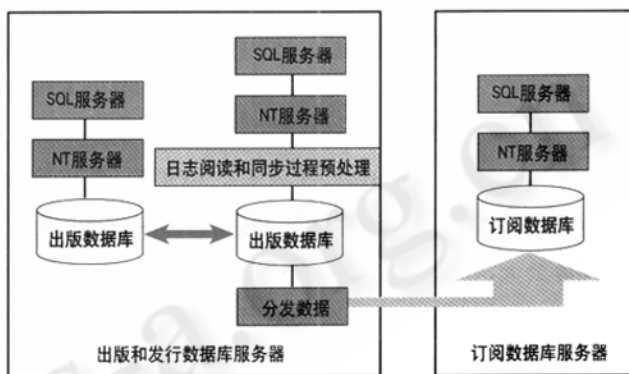 SQL服务器
NT服务器
出版数据库
SQL服务器
NT服务器
日志阅读和同步过程预处理
出版数据库
分发数据
出版和发行数据库服务器
SQL服务器
NT服务器
订阅数据库
订阅数据库服务器